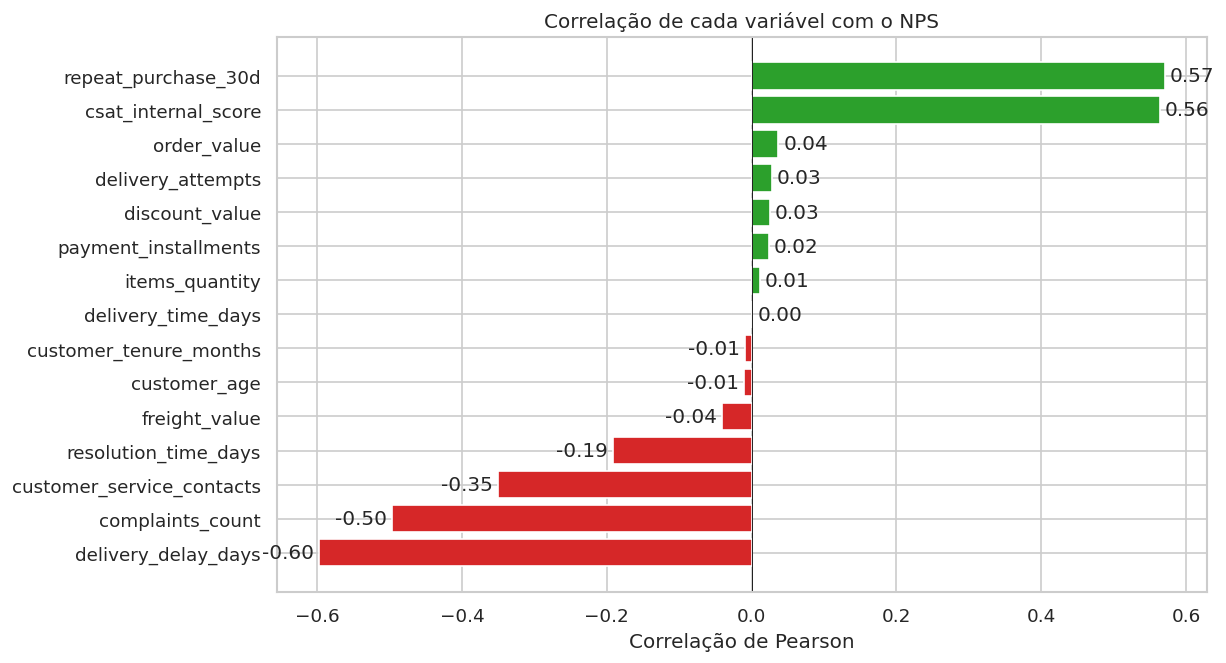 Correlação de cada variável com o NPS
repeat_purchase_30d 0.57
csat_internal_score 0.56
order_value 0.04
delivery_attempts 0.03
discount_value 0.03
payment_installments 0.02
items_quantity 0.01
delivery_time_days 0.00
customer_tenure_months -0.01
customer_age -0.01
freight_value -0.04
resolution_time_days -0.19
customer_service_contacts -0.35
complaints_count -0.50
delivery_delay_days -0.60
−0.6 −0.4 −0.2 0.0 0.2 0.4 0.6
Correlação de Pearson